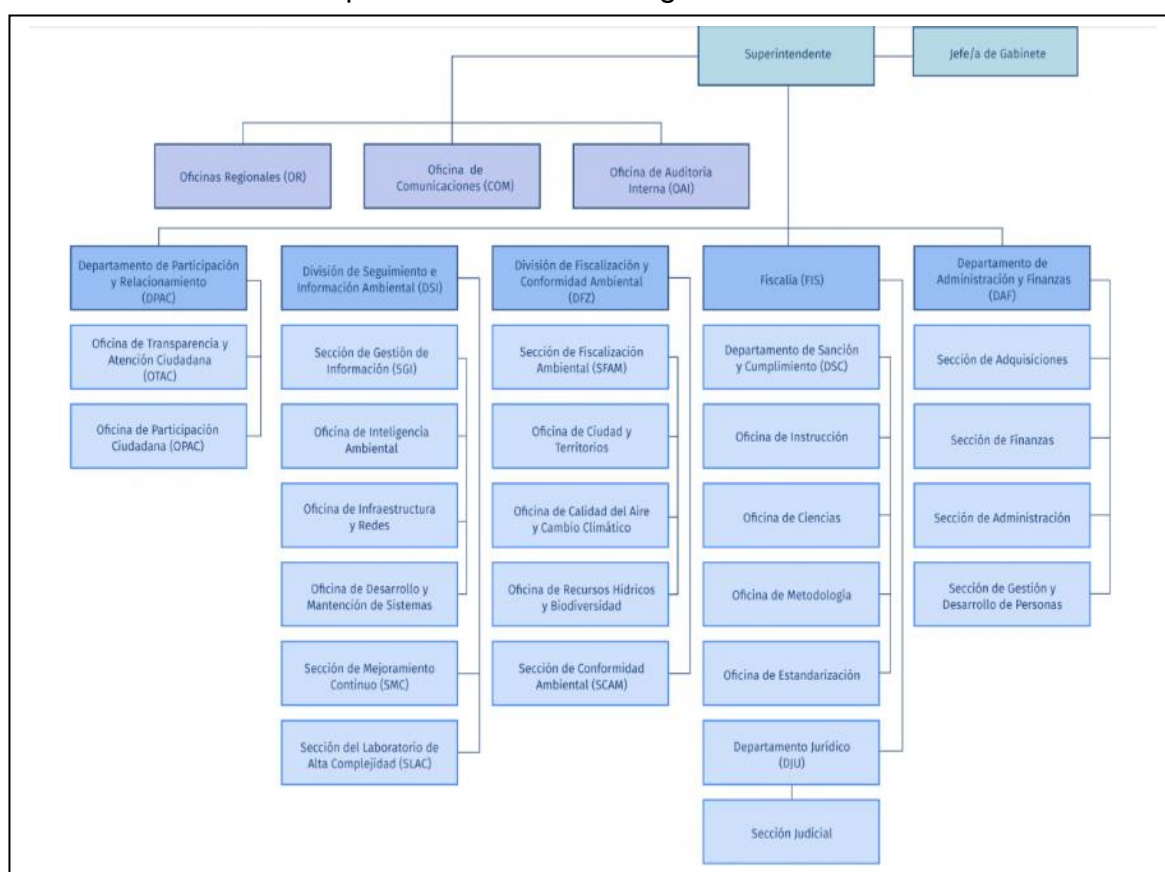 Superintendente
Jefe/a de Gabinete
Oficinas Regionales (OR)
Oficina de
Comunicaciones (COM)
Oficina de Auditoría
Interna (OAI)
Departamento de Participación
y Relacionamiento
(DPAC)
Oficina de Transparencia y
Atención Ciudadana
(OTAC)
Oficina de Participación
Ciudadana (OPAC)
División de Seguimiento e
Información Ambiental (DSI)
Sección de Gestión de
Información (SGI)
Oficina de Inteligencia
Ambiental
Oficina de Infraestructura
y Redes
Oficina de Desarrollo y
Mantención de Sistemas
Sección de Mejoramiento
Continuo (SMC)
Sección del Laboratorio de
Alta Complejidad (SLAC)
División de Fiscalización y
Conformidad Ambiental
(DFZ)
Sección de Fiscalización
Ambiental (SFAM)
Oficina de Ciudad y
Territorios
Oficina de Calidad del Aire
y Cambio Climático
Oficina de Recursos Hídricos
y Biodiversidad
Sección de Conformidad
Ambiental (SCAM)
Fiscalía (FIS)
Departamento de Sanción
y Cumplimiento (DSC)
Oficina de Instrucción
Oficina de Ciencias
Oficina de Metodología
Oficina de Estandarización
Departamento Jurídico
(DJU)
Sección Judicial
Departamento de
Administración y Finanzas
(DAF)
Sección de Adquisiciones
Sección de Finanzas
Sección de Administración
Sección de Gestión y
Desarrollo de Personas